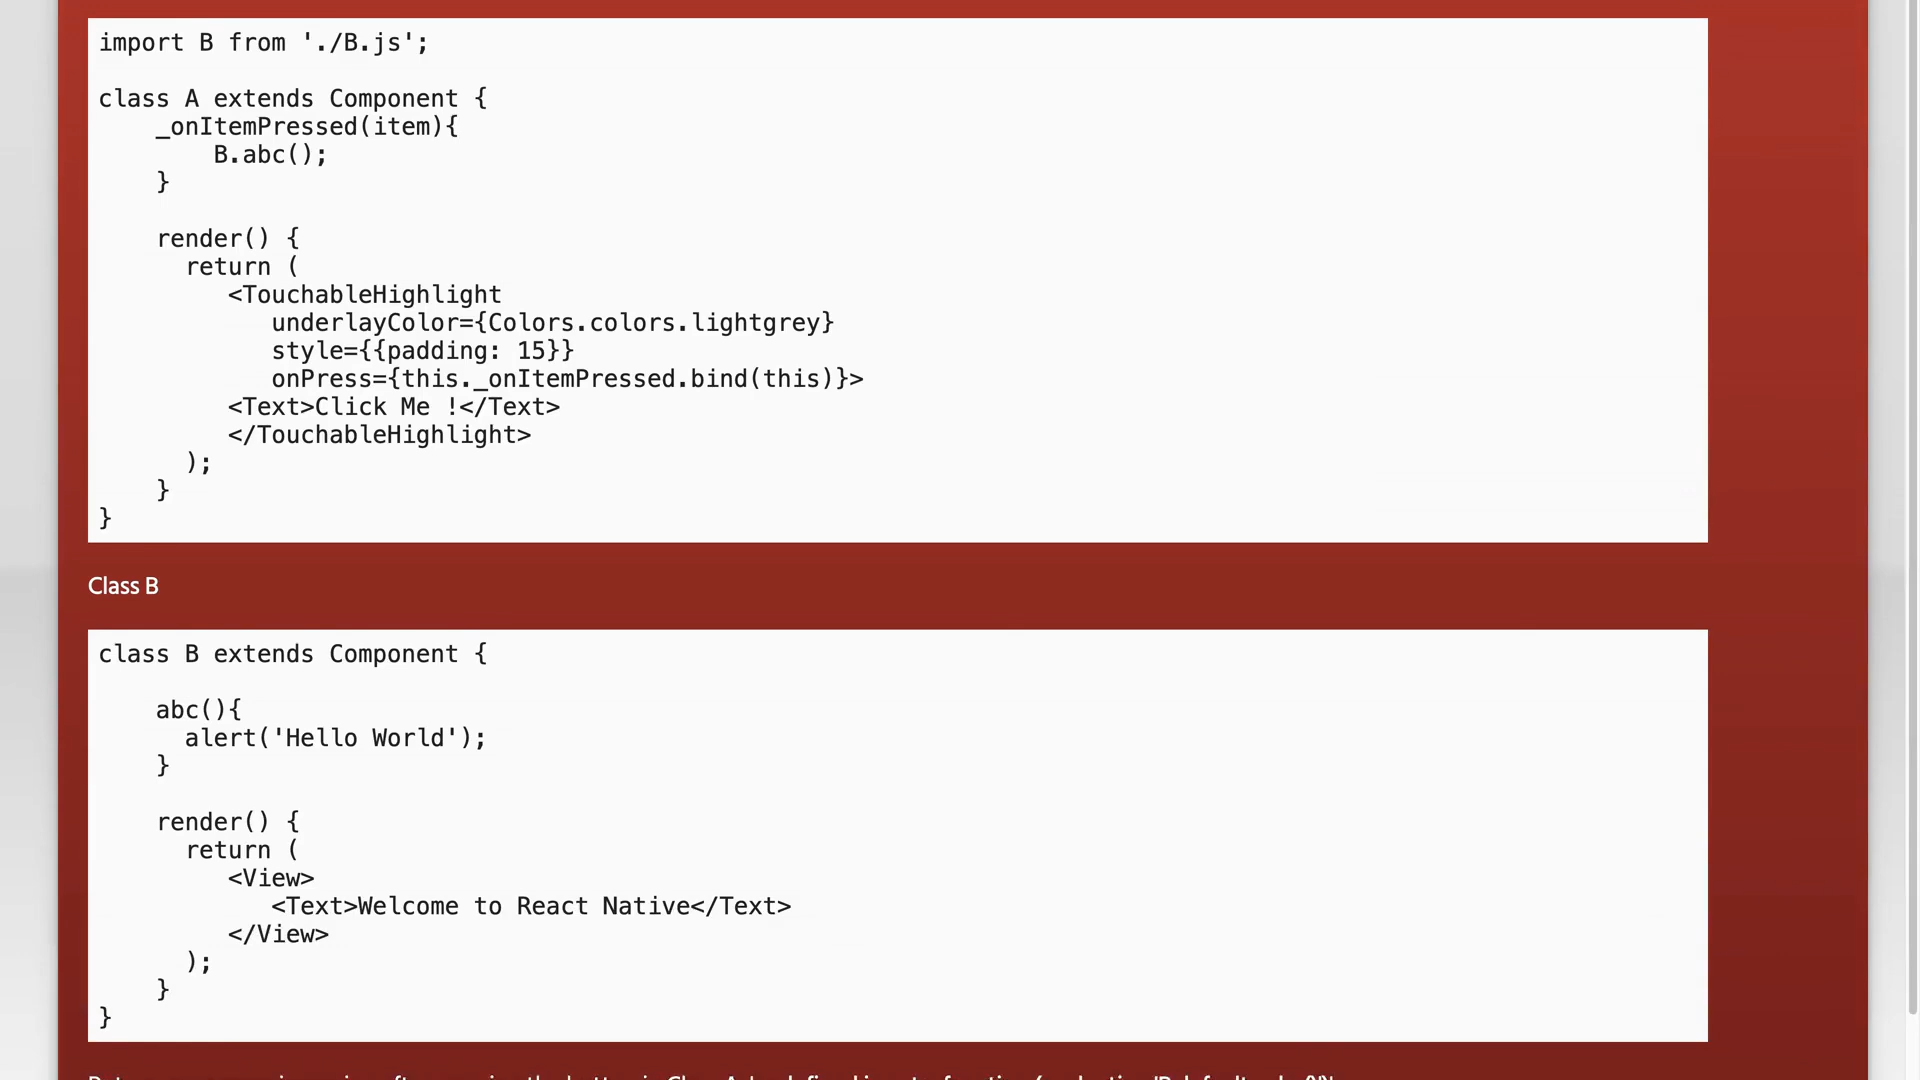 import B from './B.js';
class A extends Component {
_onItemPressed(item){
B.abc();
}
render() {
return (
<TouchableHighlight
underlayColor={Colors.colors.lightgrey}
style={{padding: 15}}
onPress={this._onItemPressed.bind(this)}>
<Text>Click Me !</Text>
</TouchableHighlight>
);
}
}
Class B
class B extends Component {
abc(){
alert('Hello World');
}
render() {
return (
<View>
<Text>Welcome to React Native</Text>
</View>
);
}
}